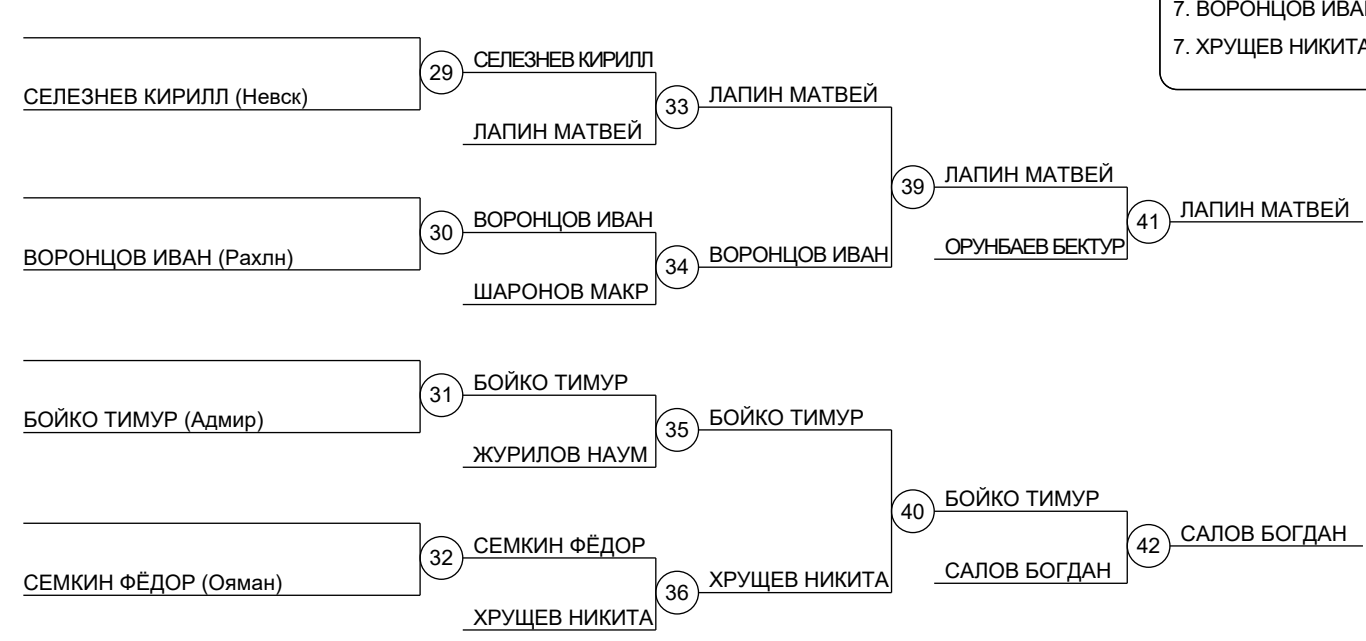 7. ВОРОНЦОВ ИВА
7. ХРУЩЕВ НИКИТА
СЕЛЕЗНЕВ КИРИЛЛ (Невск)
29
СЕЛЕЗНЕВ КИРИЛЛ
ЛАПИН МАТВЕЙ
33
ЛАПИН МАТВЕЙ
ВОРОНЦОВ ИВАН (Рахлн)
30
ВОРОНЦОВ ИВАН
ШАРОНОВ МАКР
34
ВОРОНЦОВ ИВАН
39
ЛАПИН МАТВЕЙ
ОРУНБАЕВ БЕКТУР
41
ЛАПИН МАТВЕЙ
БОЙКО ТИМУР (Адмир)
31
БОЙКО ТИМУР
ЖУРИЛОВ НАУМ
35
БОЙКО ТИМУР
СЕМКИН ФЁДОР (Ояман)
32
СЕМКИН ФЁДОР
ХРУЩЕВ НИКИТА
36
ХРУЩЕВ НИКИТА
40
БОЙКО ТИМУР
САЛОВ БОГДАН
42
САЛОВ БОГДАН